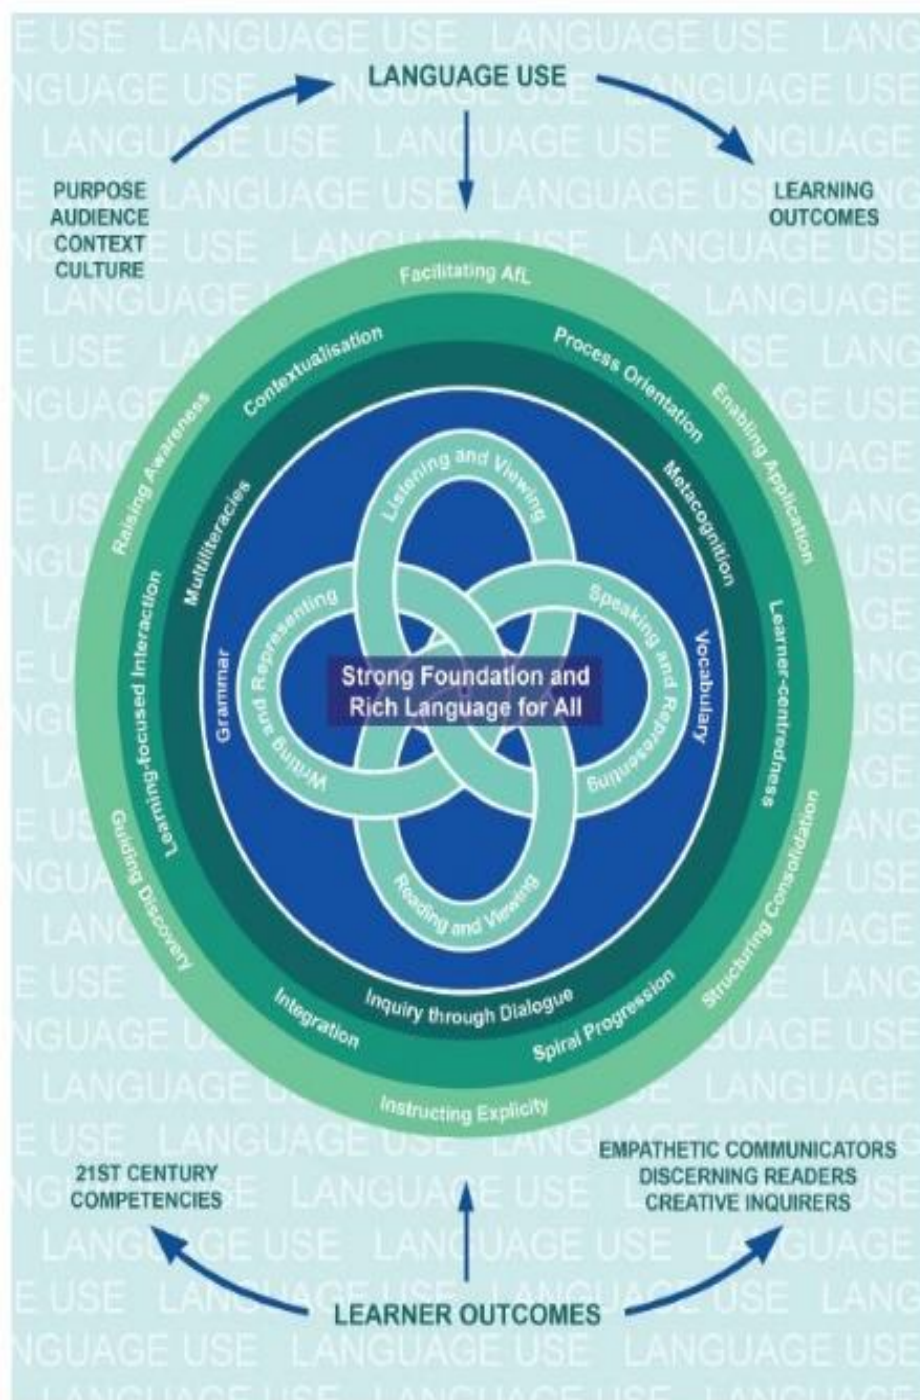 LANGUAGE USE
PURPOSE
AUDIENCE
CONTEXT
CULTURE
LEARNING
OUTCOMES
Facilitating AfL
Raising Awareness
Enabling Application
Guiding Discovery
Structuring Consolidation
Instructing Explicity
Contextualisation
Process Orientation
Learning-focused Interaction
Learner-centredness
Integration
Spiral Progression
Multiliteracies
Metacognition
Inquiry through Dialogue
Grammar
Vocabulary
Listening and Viewing
Writing and Representing
Speaking and Representing
Reading and Viewing
Strong Foundation and
Rich Language for All
21ST CENTURY
COMPETENCIES
EMPATHETIC COMMUNICATORS
DISCERNING READERS
CREATIVE INQUIRERS
LEARNER OUTCOMES